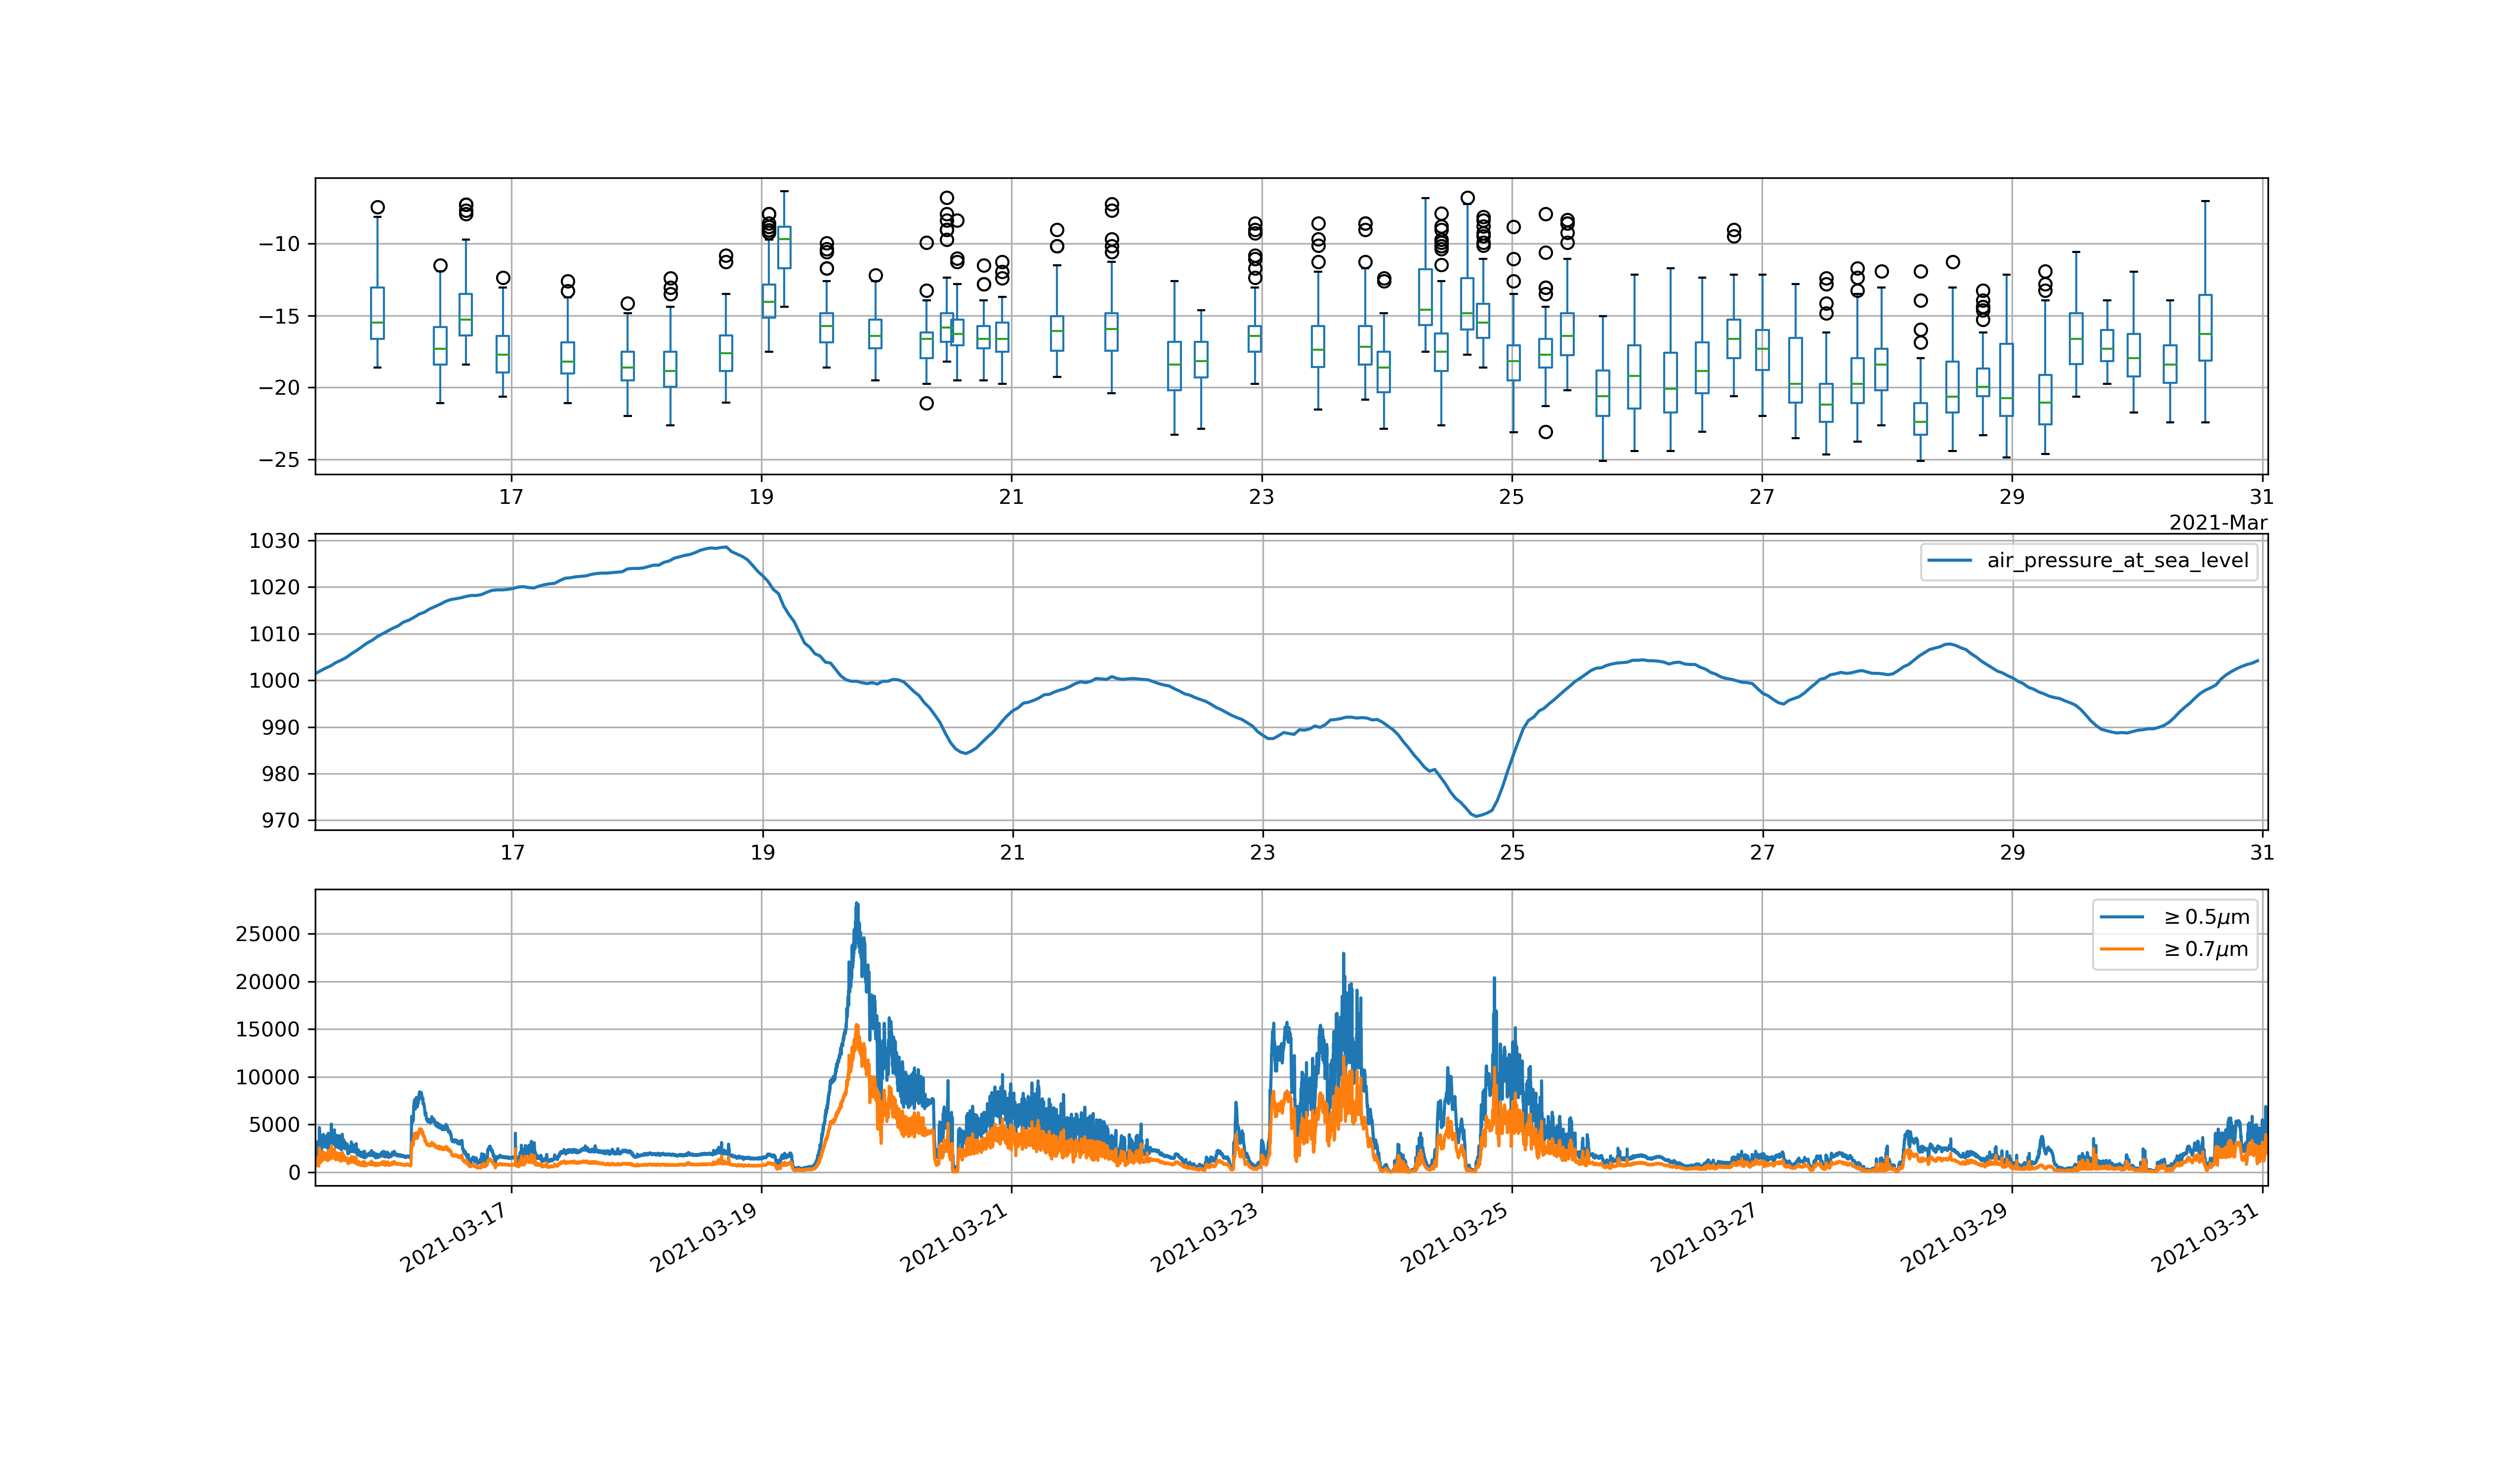 −10
−15
−20
−25
17 19 21 23 25 27 29 31
2021-Mar
1030
1020
1010
1000
990
980
970
air_pressure_at_sea_level
17 19 21 23 25 27 29 31
25000
20000
15000
10000
5000
0
≥0.5μm
≥0.7μm
2021-03-17 2021-03-19 2021-03-21 2021-03-23 2021-03-25 2021-03-27 2021-03-29 2021-03-31